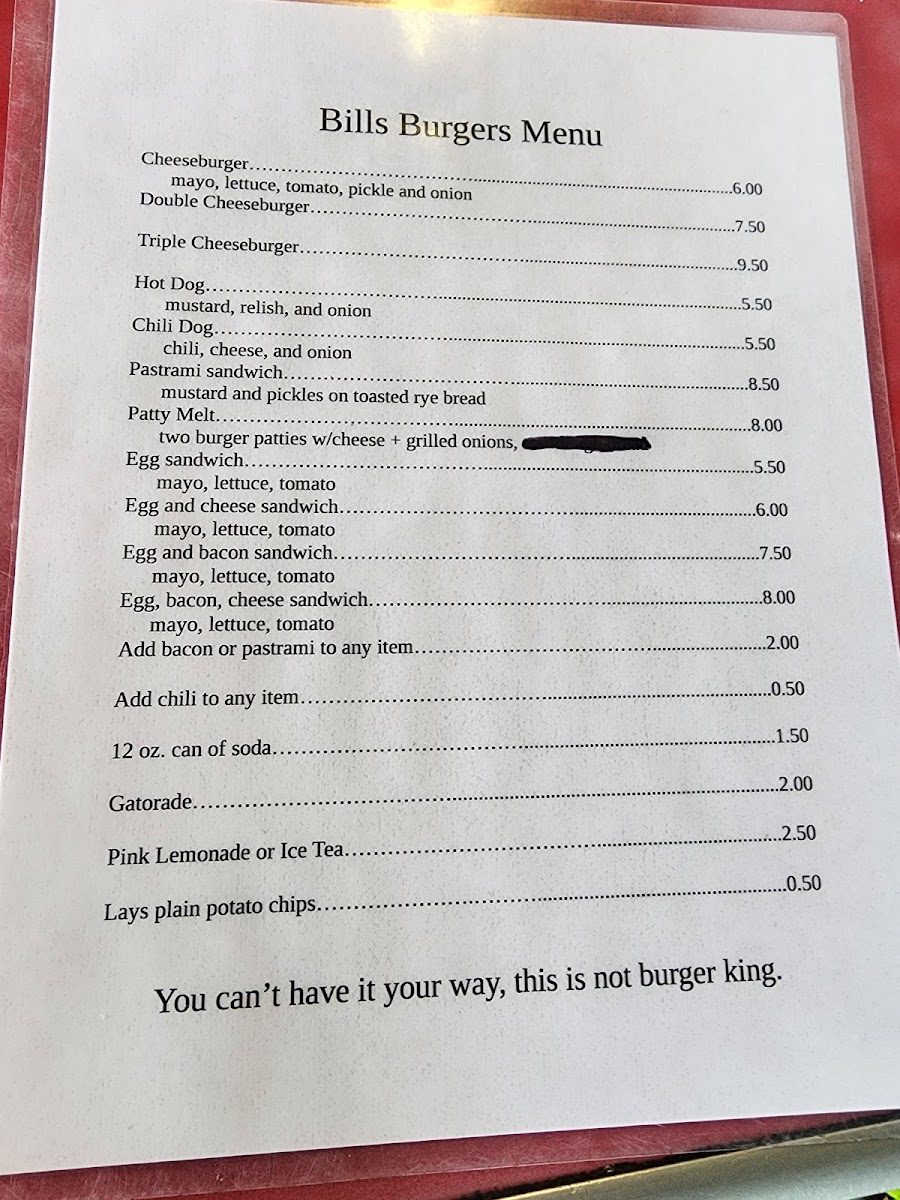 Bills Burgers Menu
Cheeseburger........................6.00
mayo, lettuce, tomato, pickle and onion
Double Cheeseburger........................7.50
Triple Cheeseburger........................9.50
Hot Dog........................5.50
mustard, relish, and onion
Chili Dog........................5.50
chili, cheese, and onion
Pastrami sandwich........................8.50
mustard and pickles on toasted rye bread
Patty Melt........................8.00
two burger patties w/cheese + grilled onions,
Egg sandwich........................5.50
mayo, lettuce, tomato
Egg and cheese sandwich........................6.00
mayo, lettuce, tomato
Egg and bacon sandwich........................7.50
mayo, lettuce, tomato
Egg, bacon, cheese sandwich........................8.00
mayo, lettuce, tomato
Add bacon or pastrami to any item........................2.00
Add chili to any item........................0.50
12 oz. can of soda........................1.50
Gatorade........................2.00
Pink Lemonade or Ice Tea........................2.50
Lays plain potato chips........................0.50
You can't have it your way, this is not burger king.